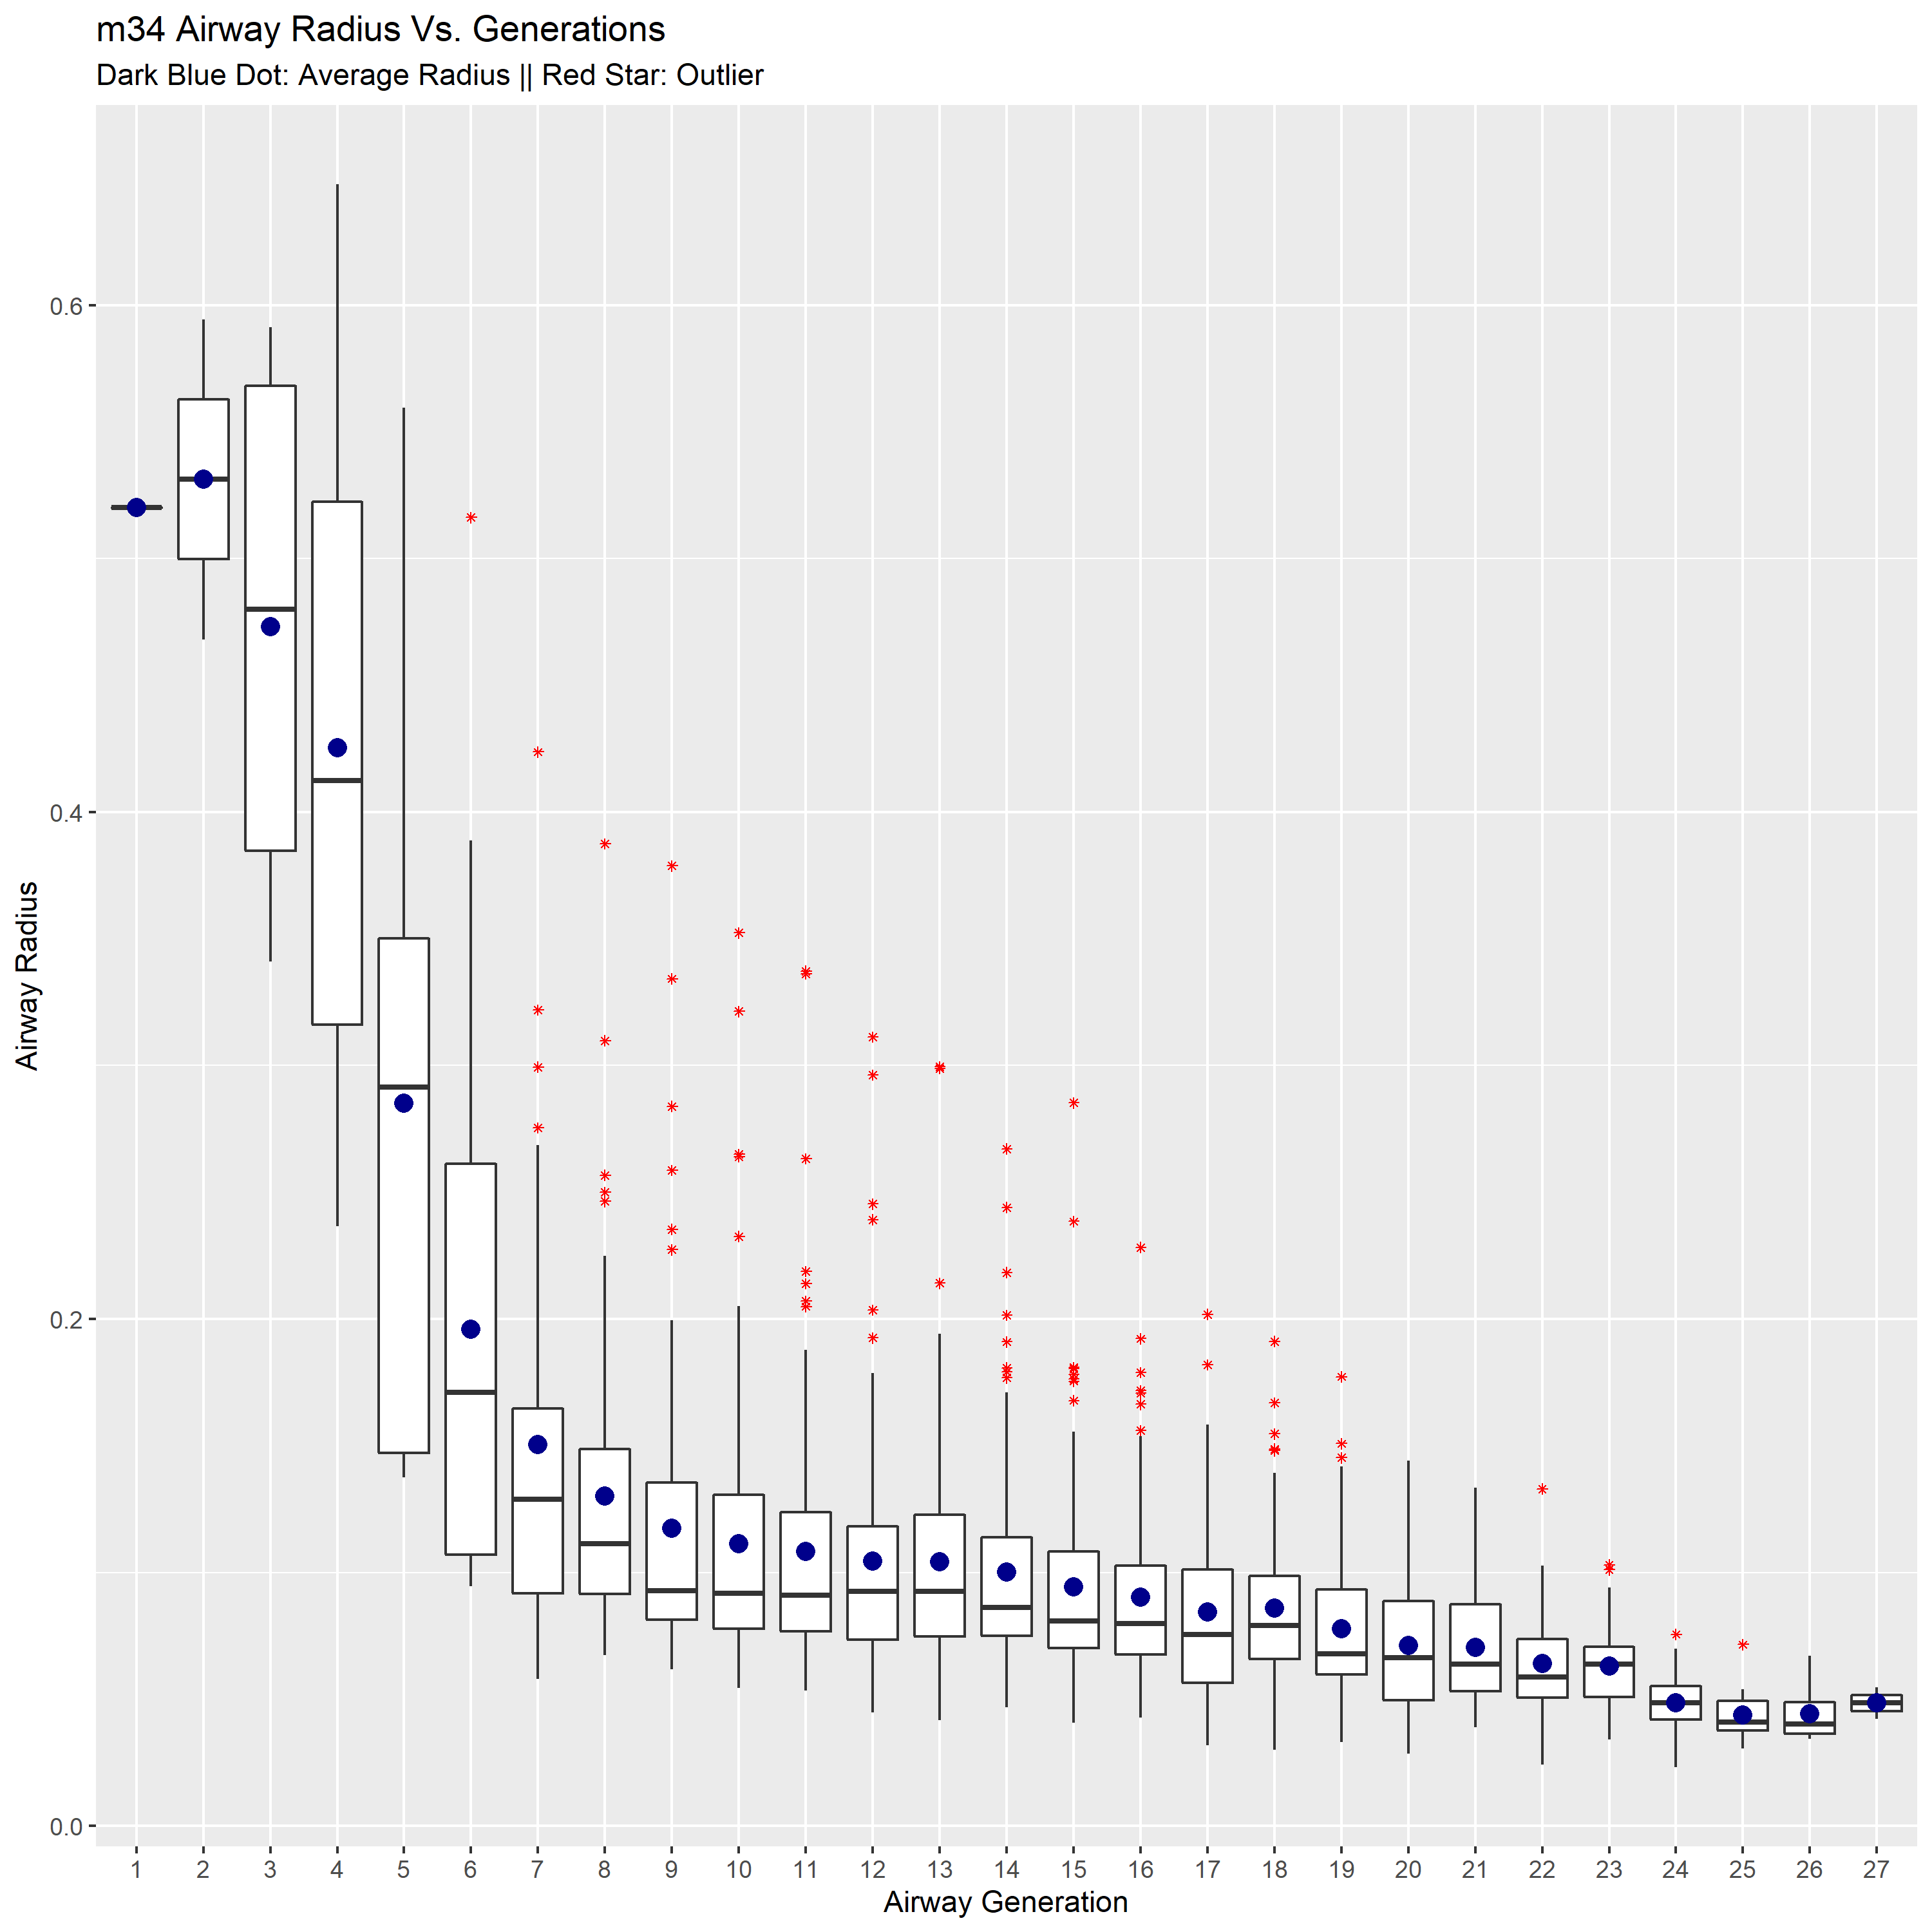 m34 Airway Radius Vs. Generations
Dark Blue Dot: Average Radius || Red Star: Outlier
Airway Radius
0.6
0.4
0.2
0.0
1 2 3 4 5 6 7 8 9 10 11 12 13 14 15 16 17 18 19 20 21 22 23 24 25 26 27
Airway Generation